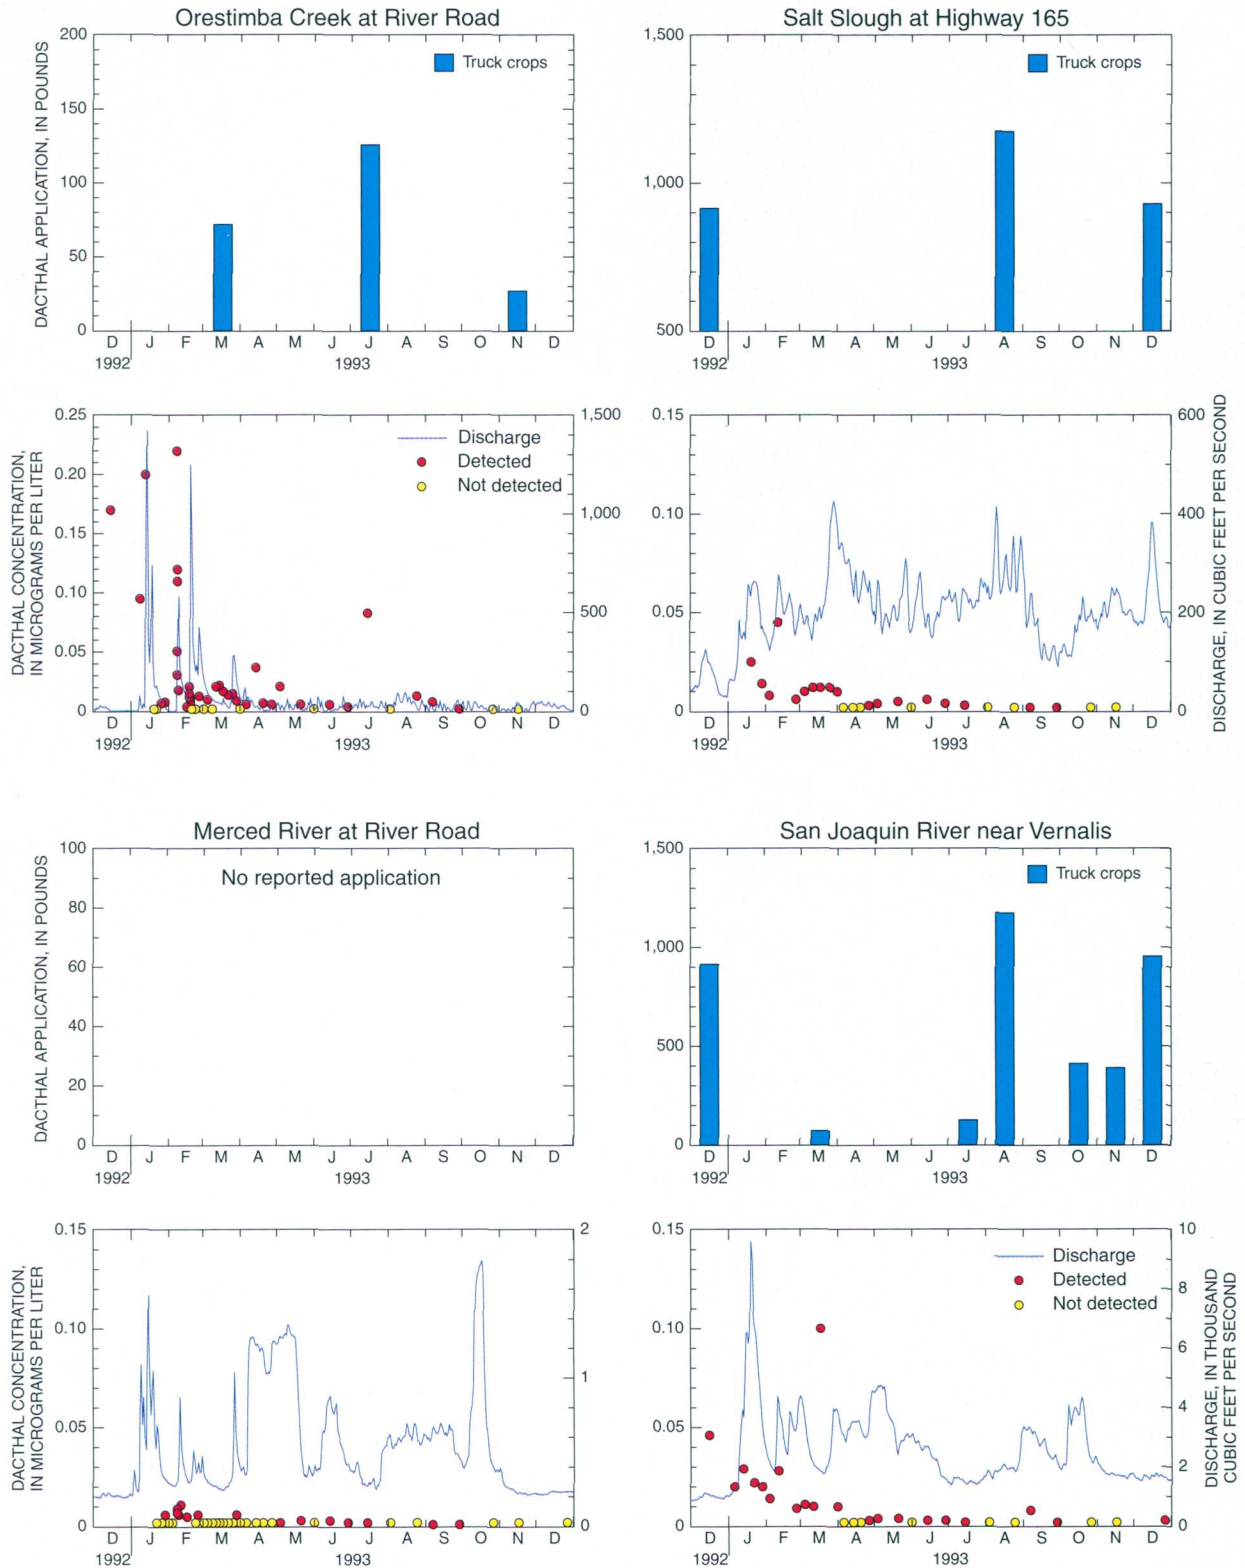 Orestimba Creek at River Road
DACTHAL APPLICATION, IN POUNDS
200
150
100
50
0
Truck crops
D J F M A M J J A S O N D
1992 1993
Salt Slough at Highway 165
1,500
1,000
500
Truck crops
D J F M A M J J A S O N D
1992 1993
DACTHAL CONCENTRATION,
IN MICROGRAMS PER LITER
0.25
0.20
0.15
0.10
0.05
0
Discharge
Detected
Not detected
1,500
1,000
500
0
D J F M A M J J A S O N D
1992 1993
0.15
0.10
0.05
0
600
400
200
0
DISCHARGE, IN CUBIC FEET PER SECOND
D J F M A M J J A S O N D
1992 1993
Merced River at River Road
DACTHAL APPLICATION, IN POUNDS
100
80
60
40
20
0
No reported application
D J F M A M J J A S O N D
1992 1993
San Joaquin River near Vernalis
1,500
1,000
500
0
Truck crops
D J F M A M J J A S O N D
1992 1993
DACTHAL CONCENTRATION,
IN MICROGRAMS PER LITER
0.15
0.10
0.05
0
2
1
0
D J F M A M J J A S O N D
1992 1993
0.15
0.10
0.05
0
Discharge
Detected
Not detected
10
8
6
4
2
0
DISCHARGE, IN THOUSAND
CUBIC FEET PER SECOND
D J F M A M J J A S O N D
1992 1993